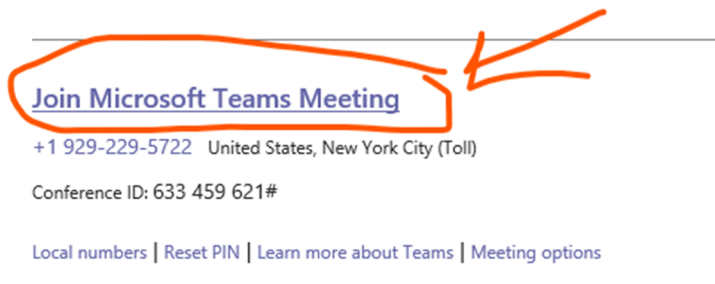 Join Microsoft Teams Meeting
+1 929-229-5722 United States, New York City (Toll)
Conference ID: 633 459 621#
Local numbers | Reset PIN | Learn more about Teams | Meeting options